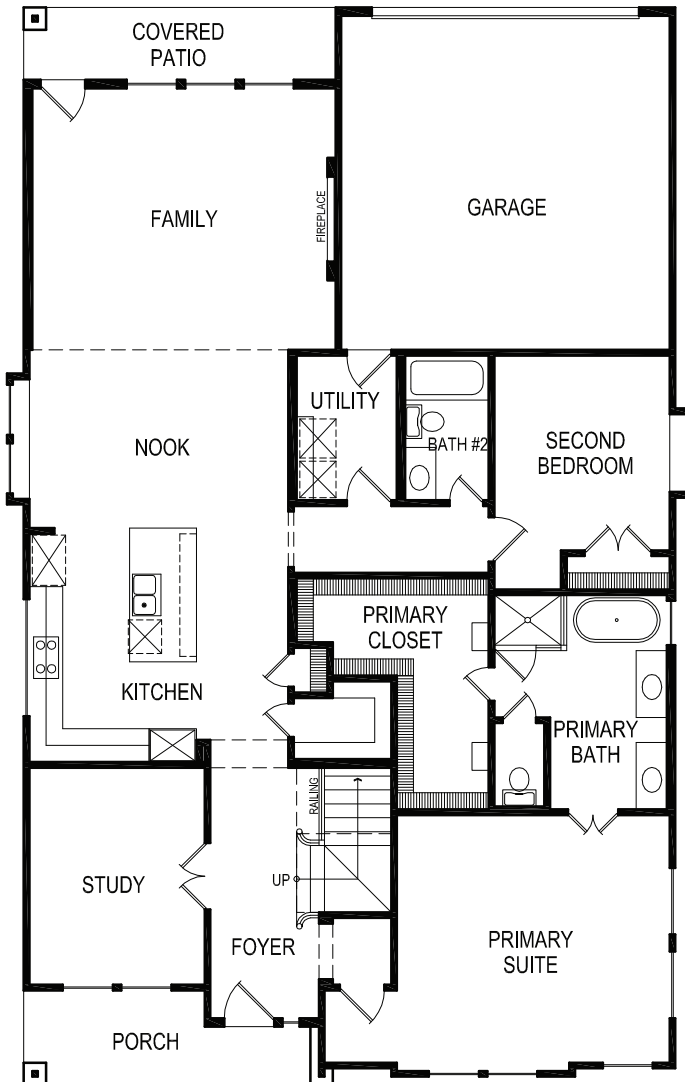 COVERED
PATIO
FAMILY
FIREPLACE
GARAGE
UTILITY
BATH #2
NOOK
SECOND
BEDROOM
PRIMARY
CLOSET
KITCHEN
PRIMARY
BATH
RAILING
STUDY
UP
FOYER
PRIMARY
SUITE
PORCH